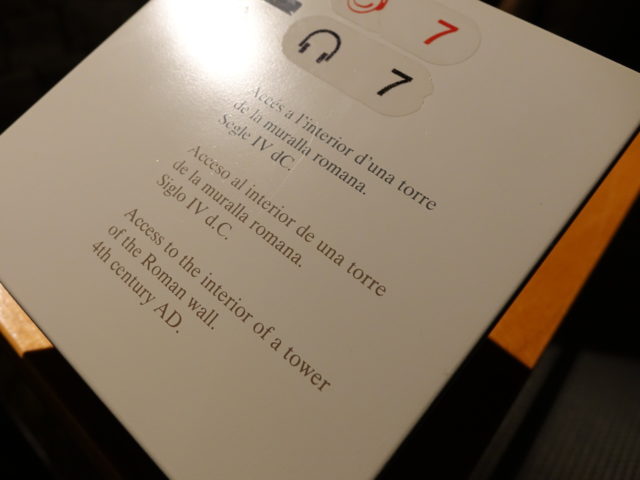 7
7
Accés a l'interior d'una torre
de la muralla romana.
Segle IV dC.
Acceso al interior de una torre
de la muralla romana.
Siglo IV d.C.
Access to the interior of a tower
of the Roman wall.
4th century AD.